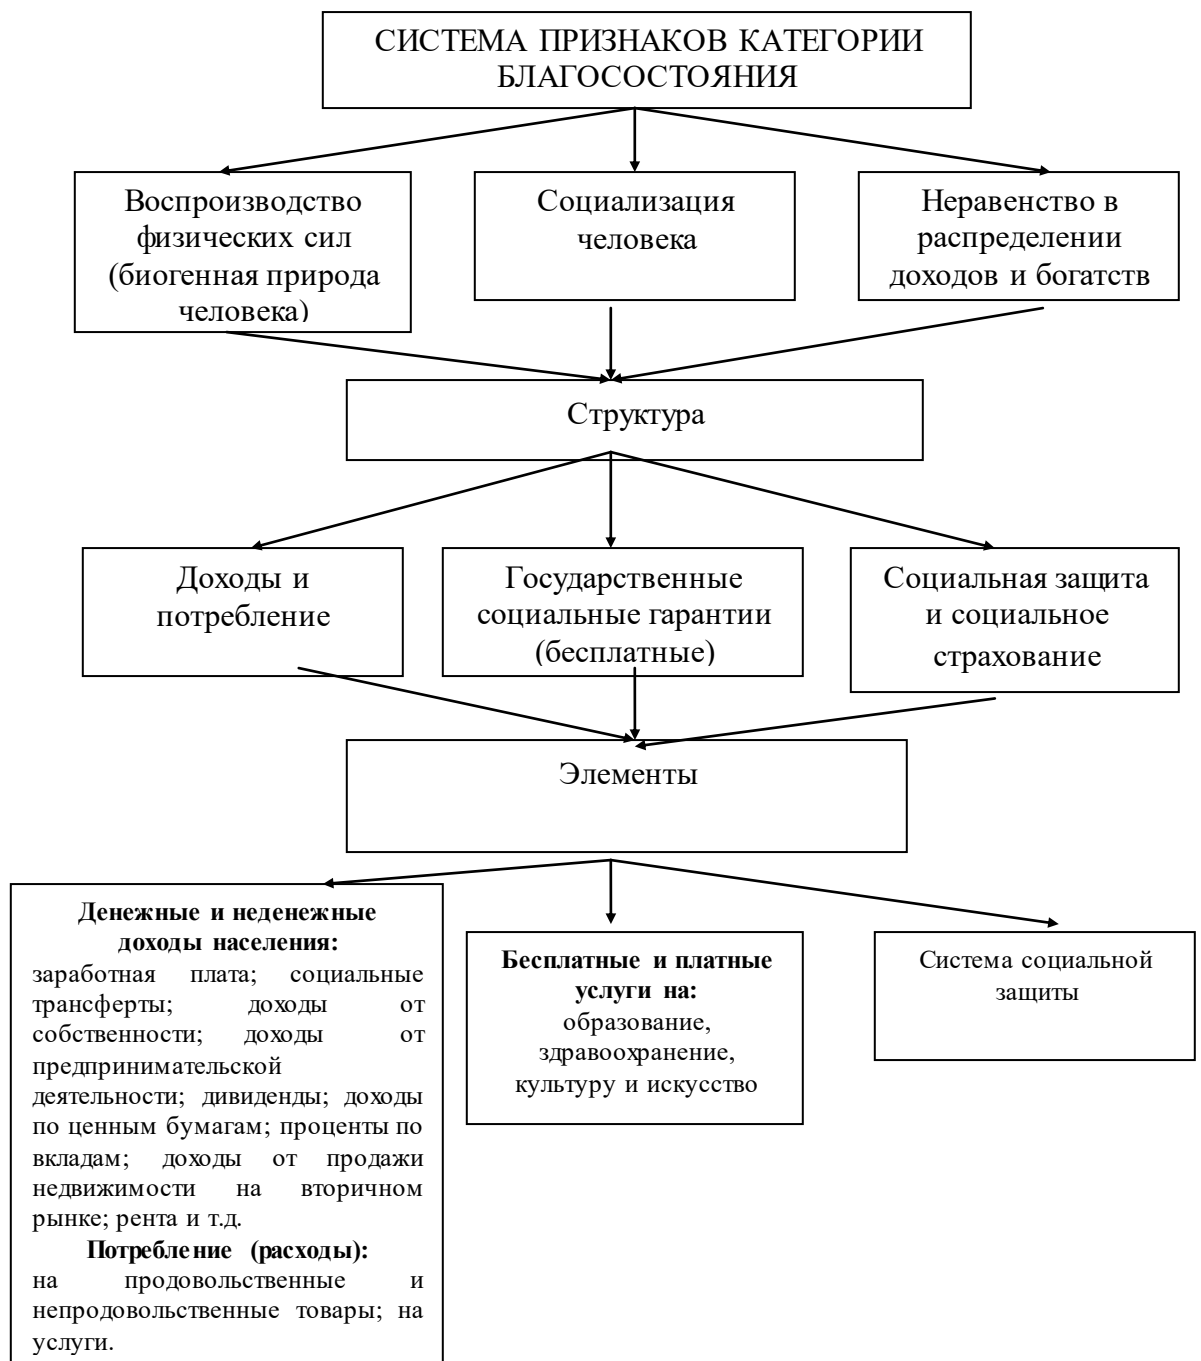 СИСТЕМА ПРИЗНАКОВ КАТЕГОРИИ
БЛАГОСОСТОЯНИЯ
Воспроизводство
физических сил
(биогенная природа
человека)
Социализация
человека
Неравенство в
распределении
доходов и богатств
Структура
Доходы и
потребление
Государственные
социальные гарантии
(бесплатные)
Социальная защита
и социальное
страхование
Элементы
Денежные и неденежные
доходы населения:
заработная плата; социальные
трансферты; доходы от
собственности; доходы от
предпринимательской
деятельности; дивиденды; доходы
по ценным бумагам; проценты по
вкладам; доходы от продажи
недвижимости на вторичном
рынке; рента и т.д.
Потребление (расходы):
на продовольственные и
непродовольственные товары; на
услуги.
Бесплатные и платные
услуги на:
образование,
здравоохранение,
культуру и искусство
Система социальной
защиты